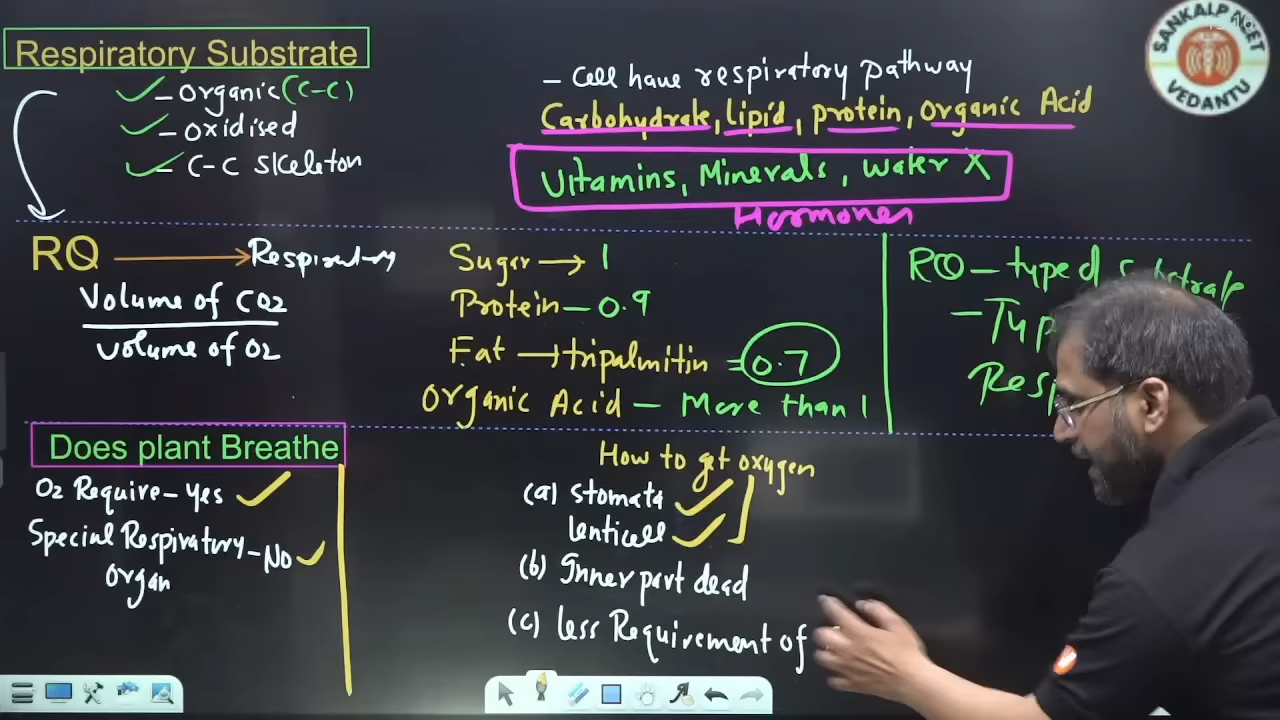 Respiratory Substrate
- Organic (C-C)
- Oxidised
- C-C Skeleton
- Cell have respiratory pathway
Carbohydrate, lipid, protein, Organic Acid
Vitamins, Minerals, Water X
Hormones
SANKALP NEET
VEDANTU
RQ → Respiratory
Volume of CO2
Volume of O2
Sugar → 1
Protein - 0.9
Fat → tripalmitin = 0.7
Organic Acid - More than 1
RQ - type of Substrate
- Typ
Resp
Does plant Breathe
O2 Require - Yes
Special Respiratory - No
Organ
How to get oxygen
(a) Stomata
lenticell
(b) Inner part dead
(c) Less Requirement of